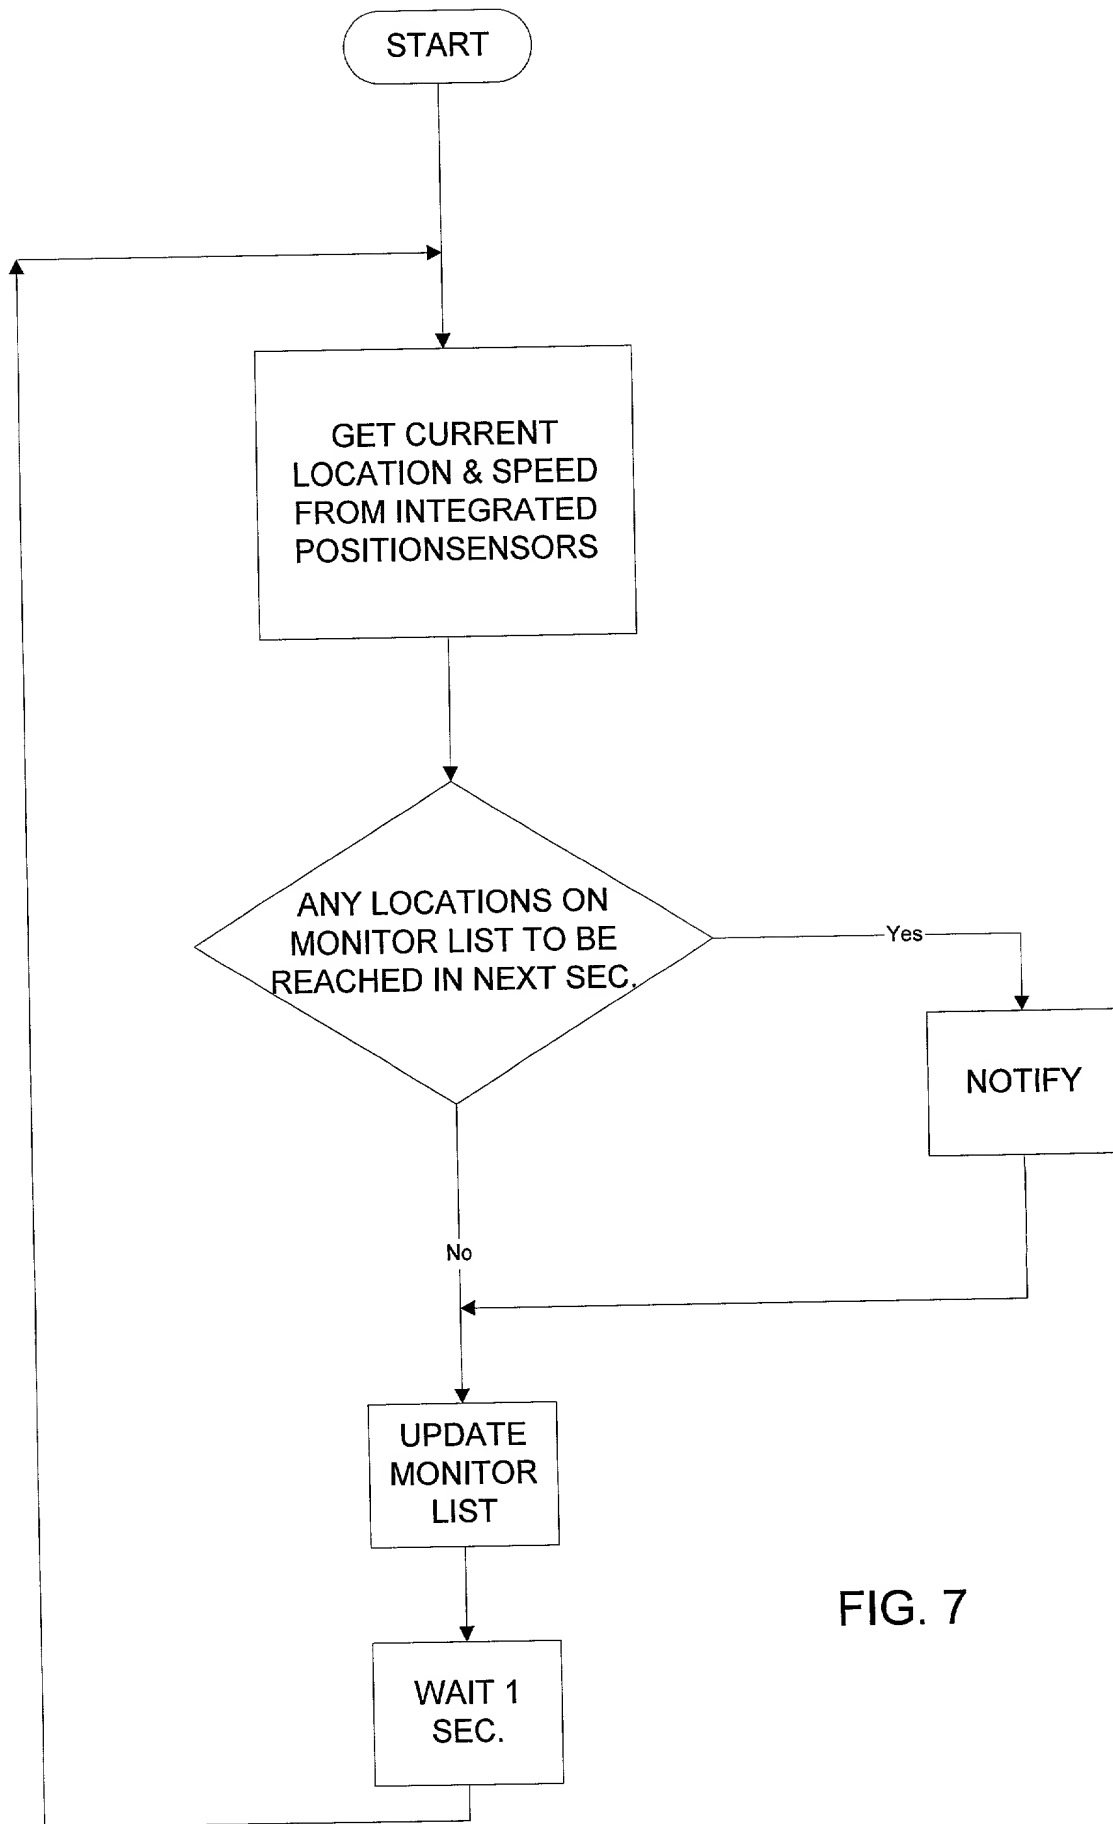 START
GET CURRENT
LOCATION & SPEED
FROM INTEGRATED
POSITIONSENSORS
ANY LOCATIONS ON
MONITOR LIST TO BE
REACHED IN NEXT SEC.
Yes
NOTIFY
No
UPDATE
MONITOR
LIST
WAIT 1
SEC.
FIG. 7